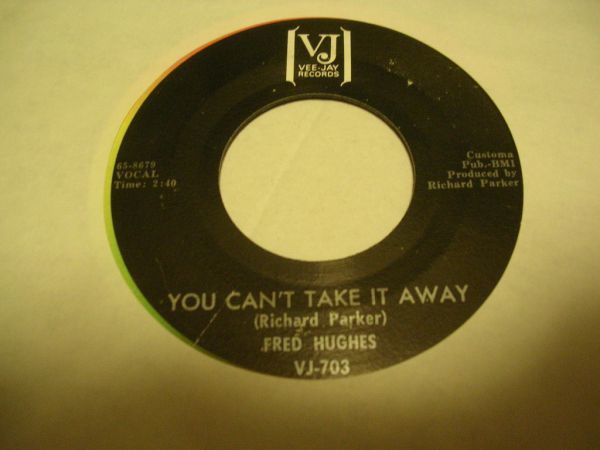 VJ
VEE-JAY
RECORDS
65-8679
VOCAL
Time: 2:40
Customa
Pub.-BMI
Produced by
Richard Parker
YOU CAN'T TAKE IT AWAY
(Richard Parker)
FRED HUGHES
VJ-703